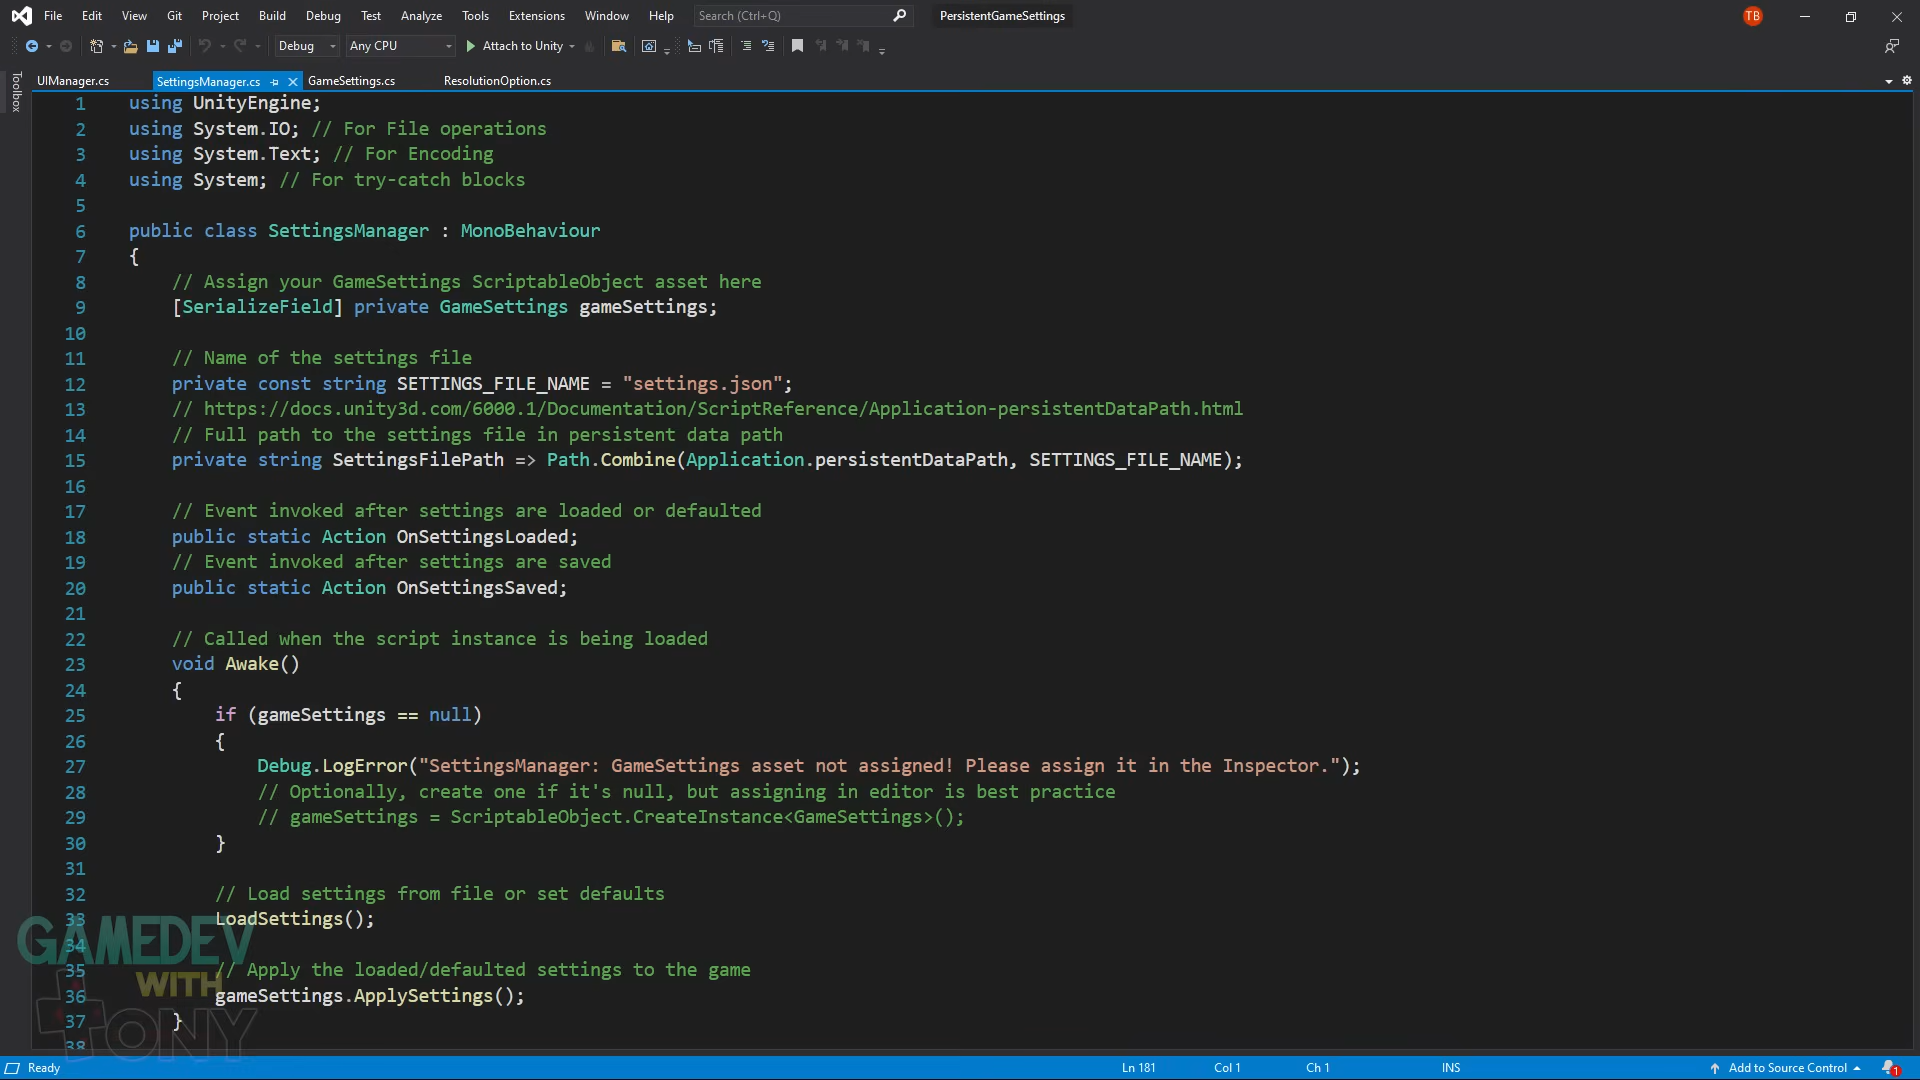 File Edit View Git Project Build Debug Test Analyze Tools Extensions Window Help Search (Ctrl+Q) PersistentGameSettings TB
Debug Any CPU Attach to Unity
Toolbox
UIManager.cs SettingsManager.cs GameSettings.cs ResolutionOption.cs
1 using UnityEngine;
2 using System.IO; // For File operations
3 using System.Text; // For Encoding
4 using System; // For try-catch blocks
5
6 public class SettingsManager : MonoBehaviour
7 {
8 // Assign your GameSettings ScriptableObject asset here
9 [SerializeField] private GameSettings gameSettings;
10
11 // Name of the settings file
12 private const string SETTINGS_FILE_NAME = "settings.json";
13 // https://docs.unity3d.com/6000.1/Documentation/ScriptReference/Application-persistentDataPath.html
14 // Full path to the settings file in persistent data path
15 private string SettingsFilePath => Path.Combine(Application.persistentDataPath, SETTINGS_FILE_NAME);
16
17 // Event invoked after settings are loaded or defaulted
18 public static Action OnSettingsLoaded;
19 // Event invoked after settings are saved
20 public static Action OnSettingsSaved;
21
22 // Called when the script instance is being loaded
23 void Awake()
24 {
25 if (gameSettings == null)
26 {
27 Debug.LogError("SettingsManager: GameSettings asset not assigned! Please assign it in the Inspector.");
28 // Optionally, create one if it's null, but assigning in editor is best practice
29 // gameSettings = ScriptableObject.CreateInstance<GameSettings>();
30 }
31
32 // Load settings from file or set defaults
33 LoadSettings();
34
35 // Apply the loaded/defaulted settings to the game
36 gameSettings.ApplySettings();
37 }
38
GAMEDEV
WITH
TONY
Ready Ln 181 Col 1 Ch 1 INS Add to Source Control 1